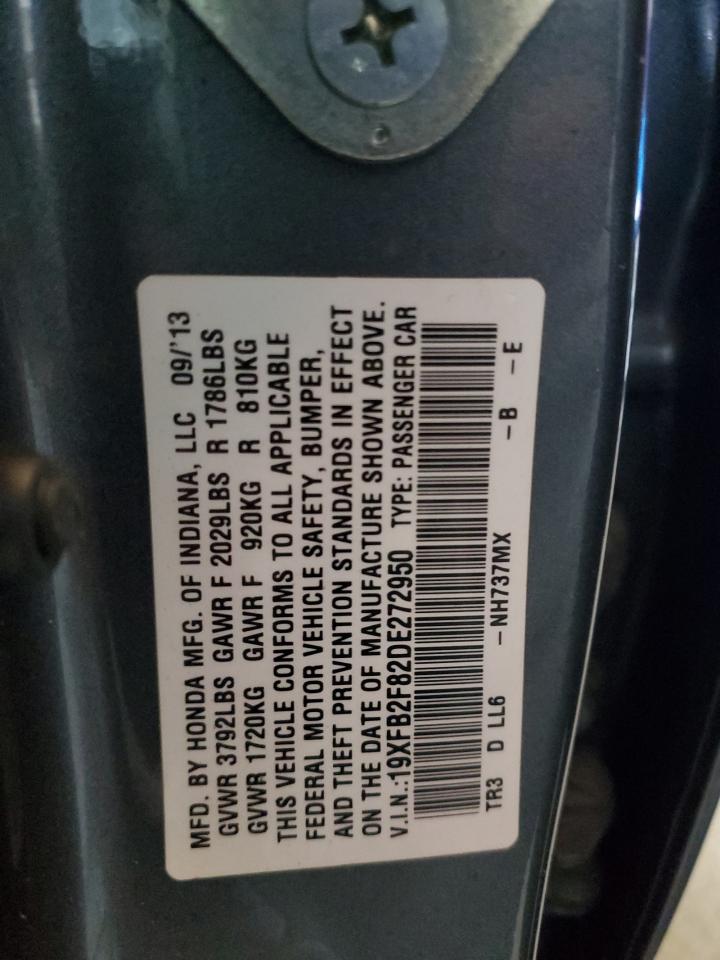 MFD. BY HONDA MFG. OF INDIANA, LLC 09/'13
GVWR 3792LBS GAWR F 2029LBS R 1786LBS
GVWR 1720KG GAWR F 920KG R 810KG
THIS VEHICLE CONFORMS TO ALL APPLICABLE
FEDERAL MOTOR VEHICLE SAFETY, BUMPER,
AND THEFT PREVENTION STANDARDS IN EFFECT
ON THE DATE OF MANUFACTURE SHOWN ABOVE.
V.I.N.:19XFB2F82DE272950 TYPE: PASSENGER CAR
TR3 D LL6 –NH737MX –B –E